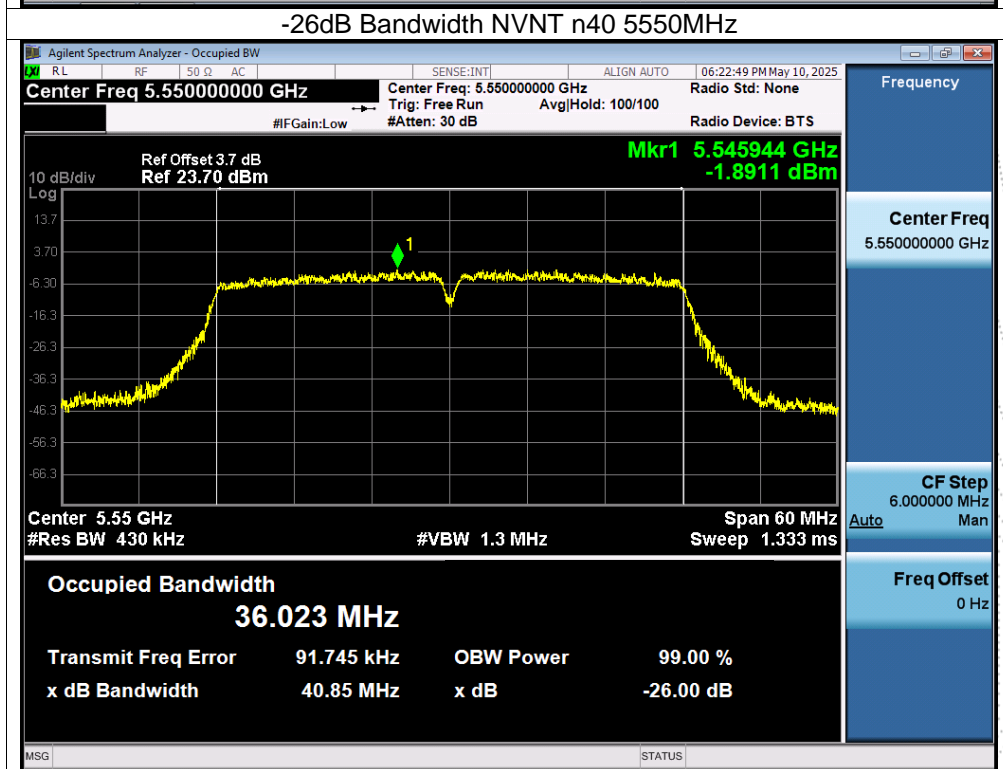 -26dB Bandwidth NVNT n40 5550MHz
Agilent Spectrum Analyzer - Occupied BW
LXI RL RF 50 Ω AC SENSE:INT ALIGN AUTO 06:22:49 PM May 10, 2025
Center Freq 5.550000000 GHz Center Freq: 5.550000000 GHz Radio Std: None Frequency
Trig: Free Run Avg|Hold: 100/100
#IFGain:Low #Atten: 30 dB Radio Device: BTS
Mkr1 5.545944 GHz
Ref Offset 3.7 dB
10 dB/div Ref 23.70 dBm -1.8911 dBm
Log
13.7
3.70
-6.30
-16.3
-26.3
-36.3
-46.3
-56.3
-66.3
1
Center Freq
5.550000000 GHz
Center 5.55 GHz Span 60 MHz
#Res BW 430 kHz #VBW 1.3 MHz Sweep 1.333 ms
CF Step
6.000000 MHz
Auto Man
Occupied Bandwidth
36.023 MHz
Freq Offset
0 Hz
Transmit Freq Error 91.745 kHz OBW Power 99.00 %
x dB Bandwidth 40.85 MHz x dB -26.00 dB
MSG STATUS